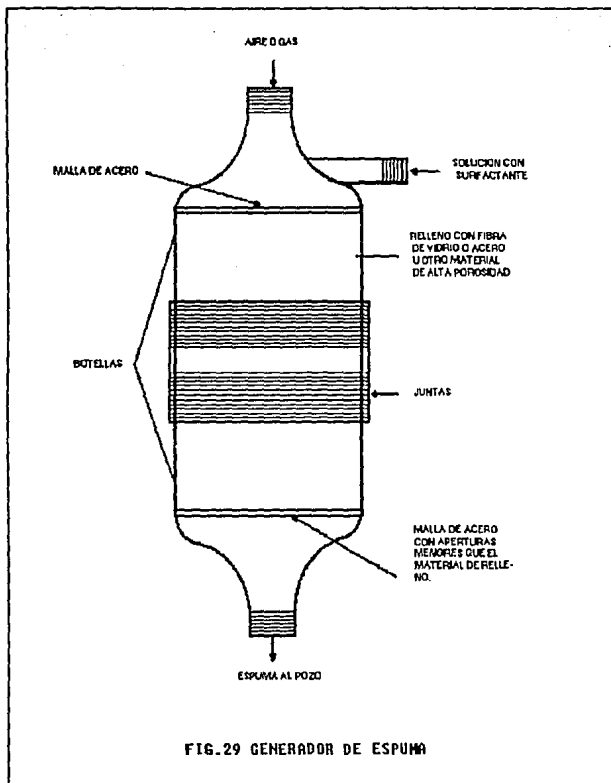 AIRE O GAS
SOLUCION CON
SURFACTANTE
MALLA DE ACERO
RELLENO CON FIBRA
DE VIDRIO O ACERO
U OTRO MATERIAL
DE ALTA POROSIDAD
BOTELLAS
JUNTAS
MALLA DE ACERO
CON APERTURAS
MENORES QUE EL
MATERIAL DE RELLE-
NO.
ESPUMA AL POZO
FIG.29 GENERADOR DE ESPUMA